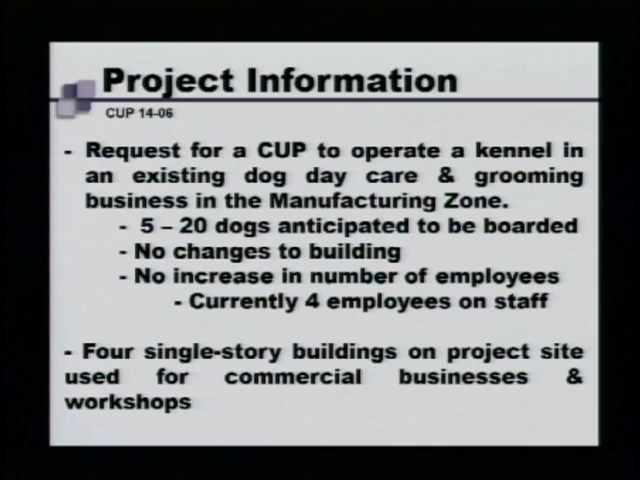 Project Information
CUP 14-06
- Request for a CUP to operate a kennel in
an existing dog day care & grooming
business in the Manufacturing Zone.
- 5 – 20 dogs anticipated to be boarded
- No changes to building
- No increase in number of employees
- Currently 4 employees on staff
- Four single-story buildings on project site
used for commercial businesses &
workshops